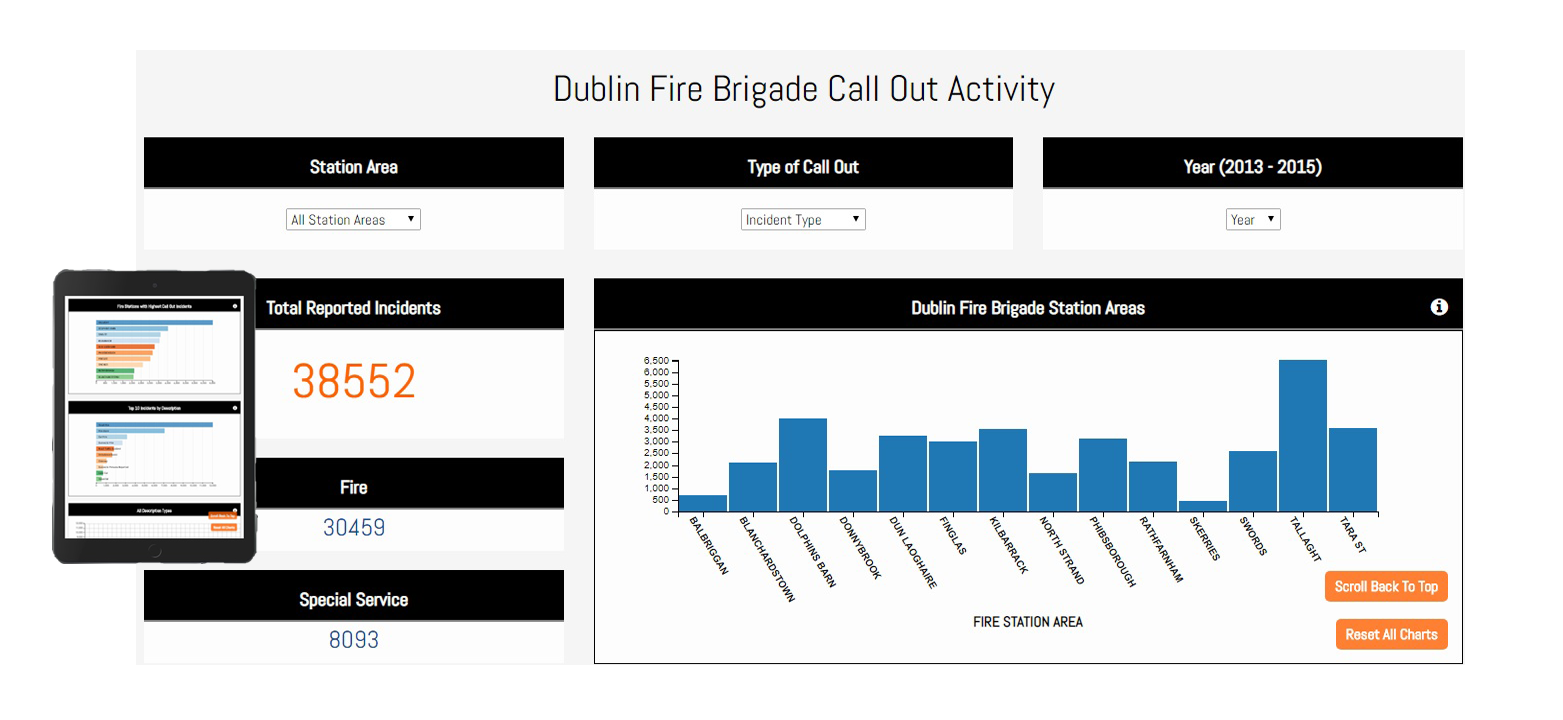 Dublin Fire Brigade Call Out Activity
Station Area
All Station Areas
Type of Call Out
Incident Type
Year (2013 - 2015)
Year
Fire Stations with Highest Call Out Incidents
Top 10 Incidents by Description
All Description Types
Scroll Back To Top
Reset All Charts
Total Reported Incidents
38552
Fire
30459
Special Service
8093
Dublin Fire Brigade Station Areas
6,500
6,000
5,500
5,000
4,500
4,000
3,500
3,000
2,500
2,000
1,500
1,000
500
0
BALBRIGGAN
BLANCHARDSTOWN
DOLPHINS BARN
DONNYBROOK
DUN LAOGHAIRE
FINGLAS
KILBARRACK
NORTH STRAND
PHIBSBOROUGH
RATHFARNHAM
SKERRIES
SWORDS
TALLAGHT
TARA ST
FIRE STATION AREA
Scroll Back To Top
Reset All Charts